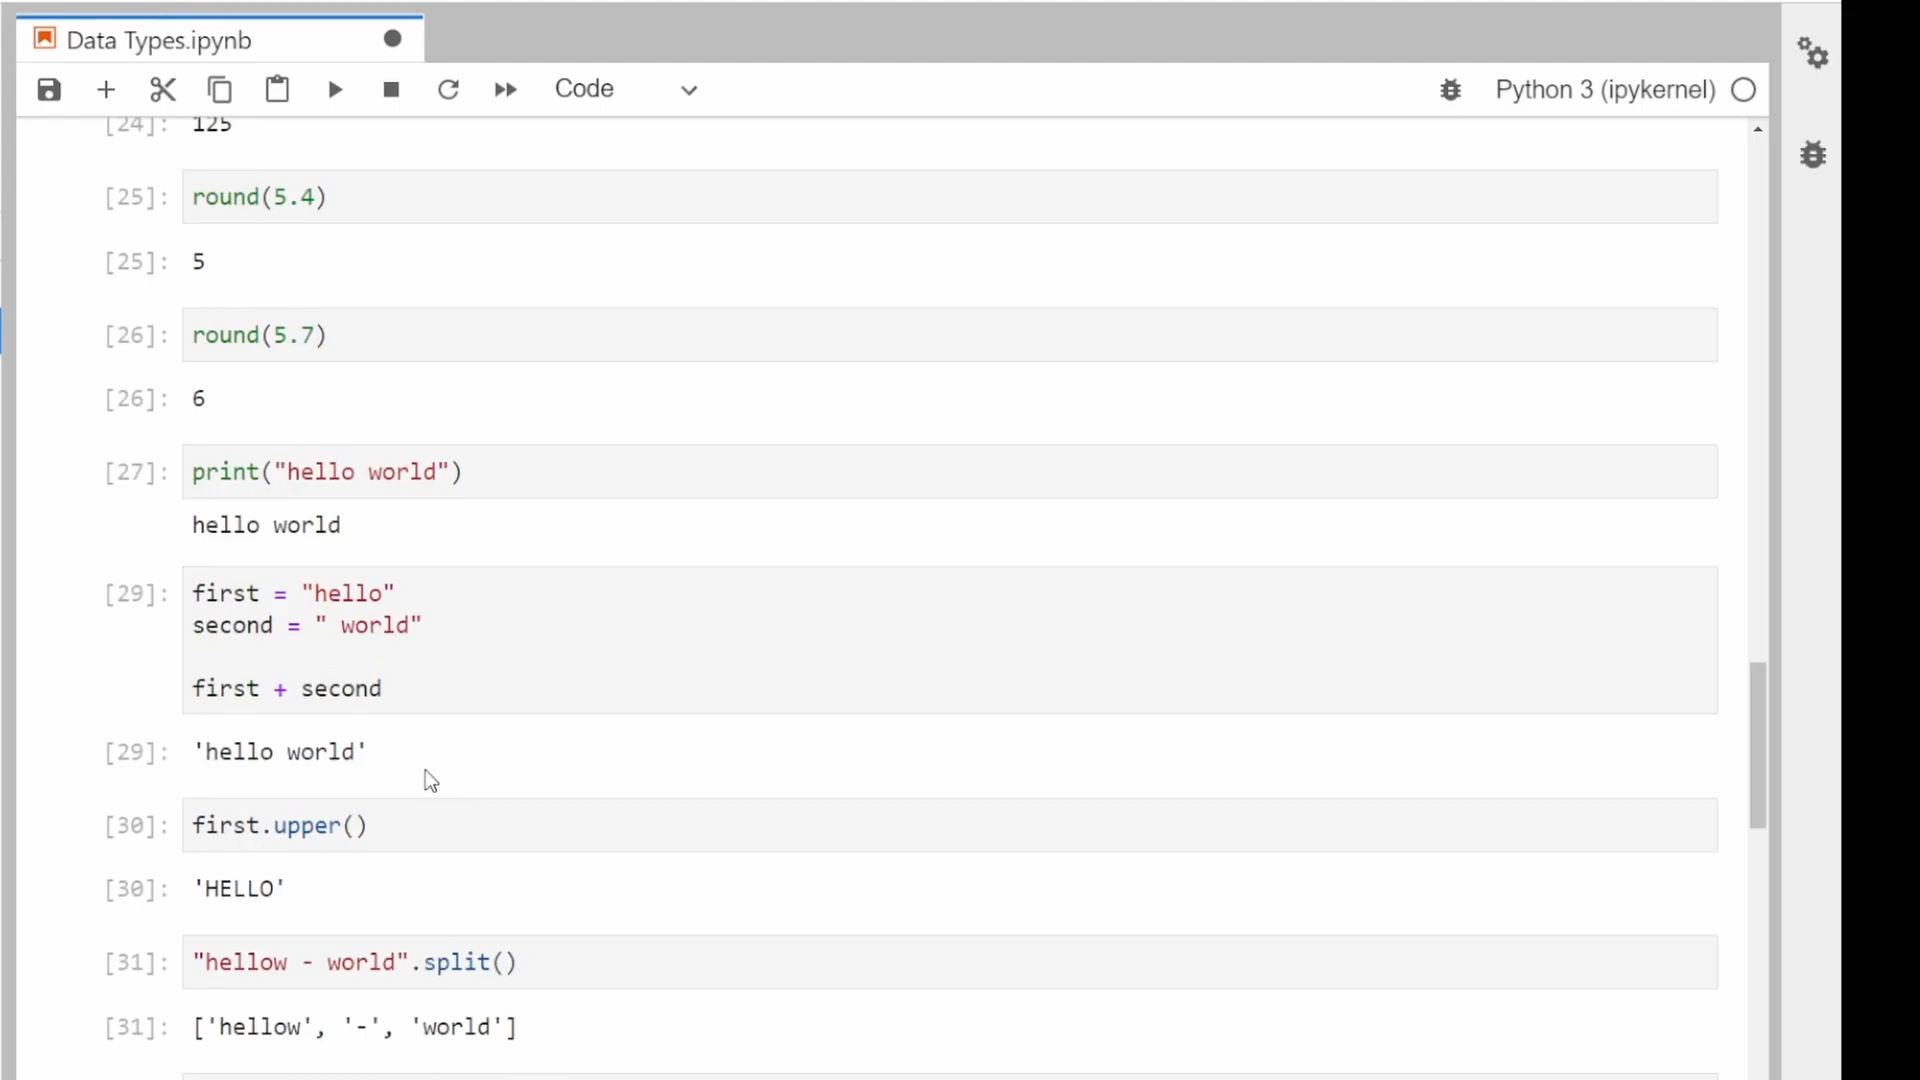 Data Types.ipynb
Code
Python 3 (ipykernel)
[24]: 125
[25]: round(5.4)
[25]: 5
[26]: round(5.7)
[26]: 6
[27]: print("hello world")
hello world
[29]: first = "hello"
second = " world"
first + second
[29]: 'hello world'
[30]: first.upper()
[30]: 'HELLO'
[31]: "hellow - world".split()
[31]: ['hellow', '-', 'world']